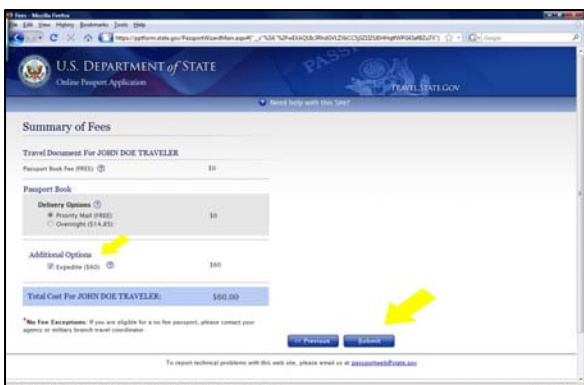 Fees - Mozilla Firefox
File Edit View History Bookmarks Tools Help
Google
U.S. DEPARTMENT of STATE
Online Passport Application
PASS
TRAVEL.STATE.GOV
Need help with this Site?
Summary of Fees
Travel Document For JOHN DOE TRAVELER
Passport Book Fee (FREE) $0
Passport Book
Delivery Options
Priority Mail (FREE) $0
Overnight ($14.85)
Additional Options
Expedite ($60) $60
Total Cost For JOHN DOE TRAVELER: $60.00
*No Fee Exceptions: If you are eligible for a no fee passport, please contact your
agency or military branch travel coordinator.
<< Previous Submit
To report technical problems with this web site, please email us at passportweb@state.gov